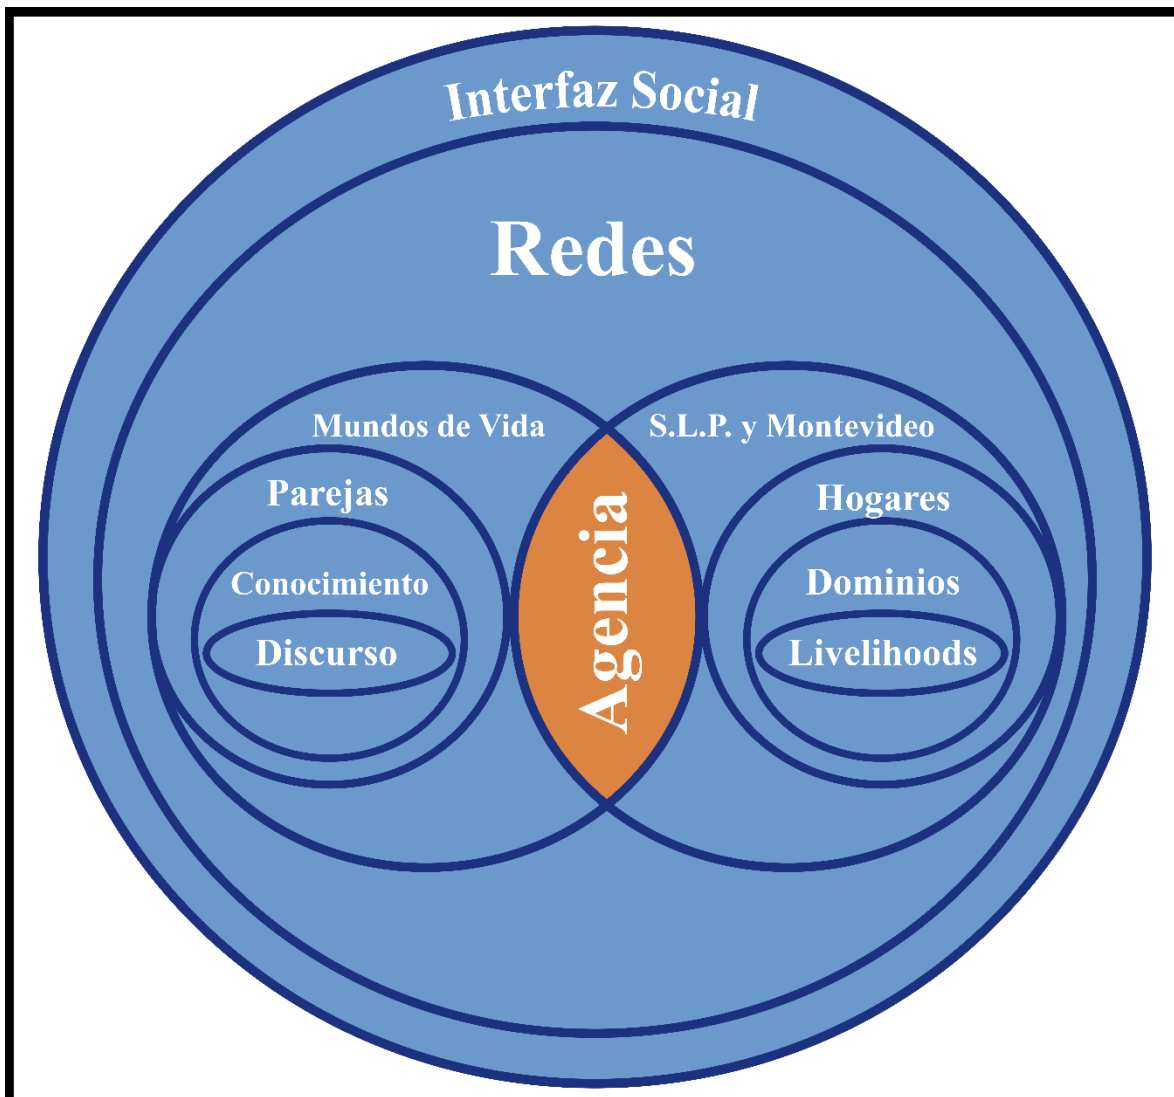 Interfaz Social
Redes
Mundos de Vida
S.L.P. y Montevideo
Parejas
Hogares
Conocimiento
Dominios
Discurso
Livelihoods
Agencia